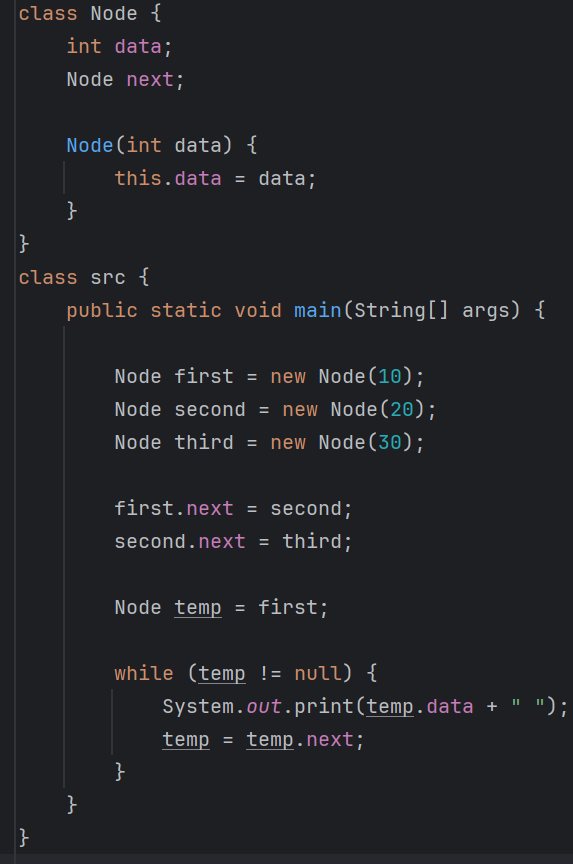 class Node {
    int data;
    Node next;

    Node(int data) {
        this.data = data;
    }
}
class src {
    public static void main(String[] args) {

        Node first = new Node(10);
        Node second = new Node(20);
        Node third = new Node(30);

        first.next = second;
        second.next = third;

        Node temp = first;

        while (temp != null) {
            System.out.print(temp.data + " ");
            temp = temp.next;
        }
    }
}